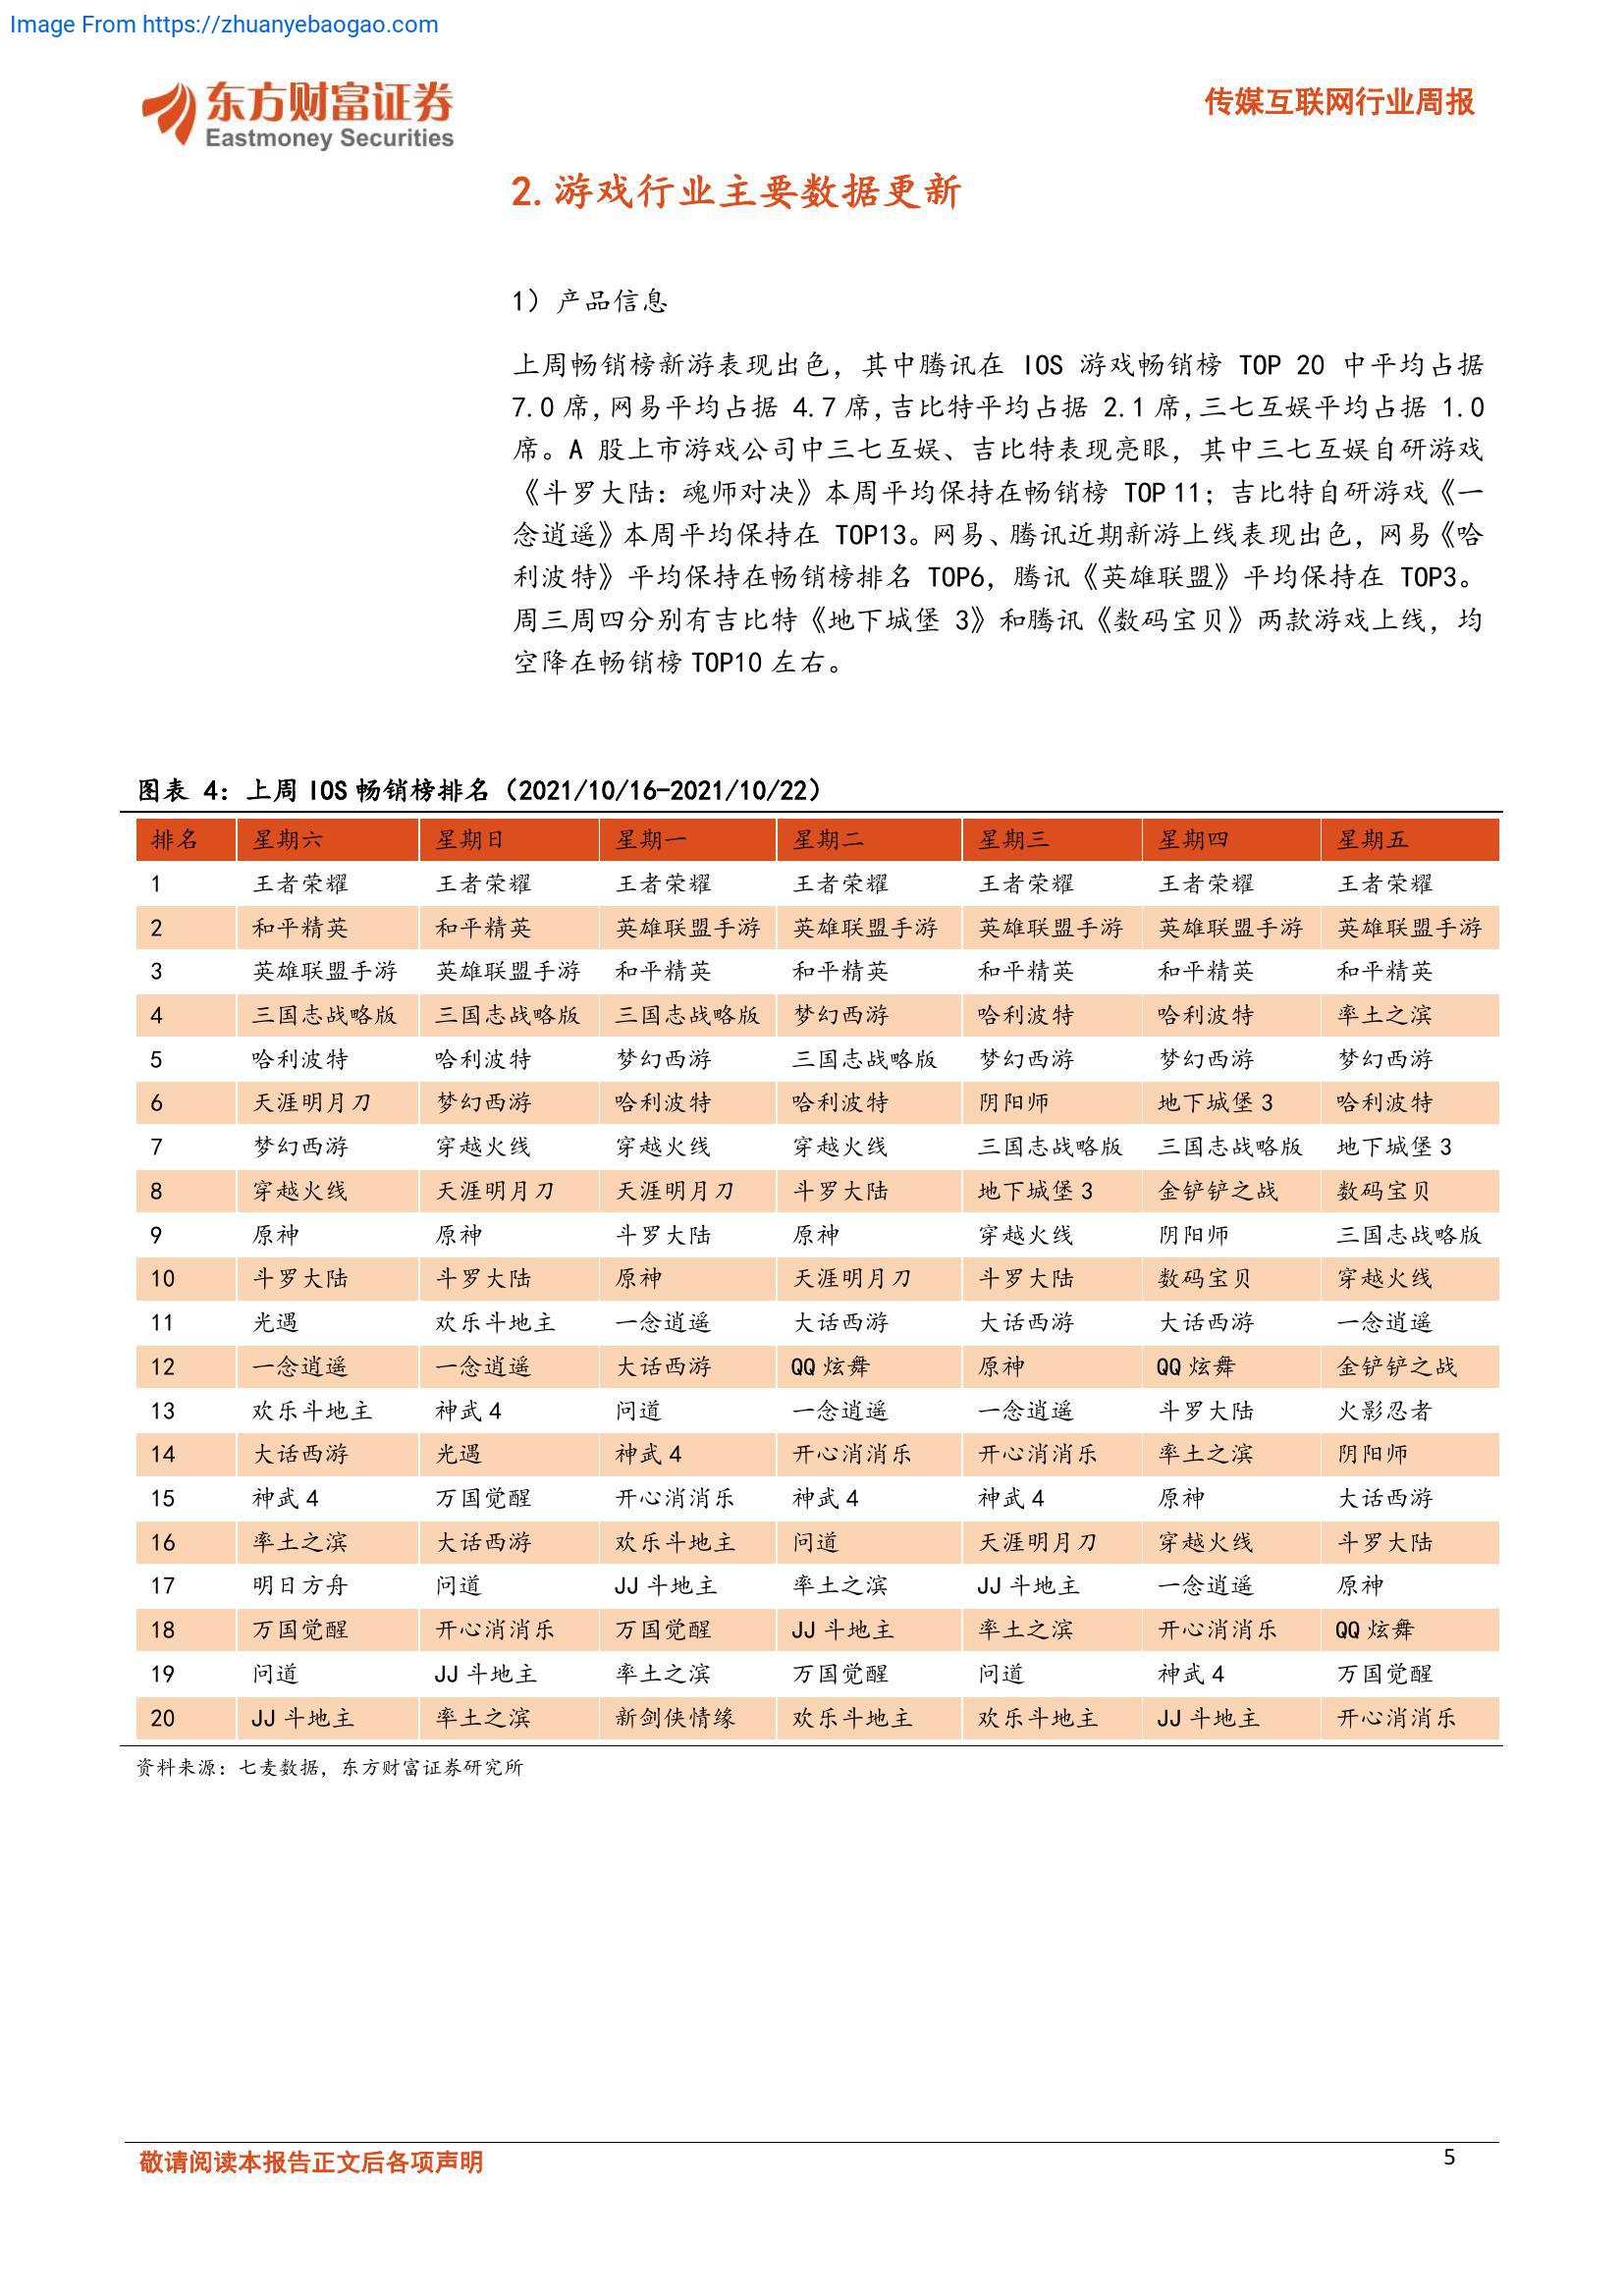 Image From https://zhuanyebaogao.com
东方财富证券
Eastmoney Securities
传媒互联网行业周报
2.游戏行业主要数据更新
1）产品信息
上周畅销榜新游表现出色，其中腾讯在 IOS 游戏畅销榜 TOP 20 中平均占据
7.0席,网易平均占据 4.7席,吉比特平均占据 2.1席,三七互娱平均占据 1.0
席。A 股上市游戏公司中三七互娱、吉比特表现亮眼，其中三七互娱自研游戏
《斗罗大陆：魂师对决》本周平均保持在畅销榜 TOP 11；吉比特自研游戏《一
念逍遥》本周平均保持在 TOP13。网易、腾讯近期新游上线表现出色，网易《哈
利波特》平均保持在畅销榜排名 TOP6，腾讯《英雄联盟》平均保持在 TOP3。
周三周四分别有吉比特《地下城堡 3》和腾讯《数码宝贝》两款游戏上线，均
空降在畅销榜 TOP10 左右。
图表 4：上周 IOS 畅销榜排名（2021/10/16-2021/10/22）
排名 星期六 星期日 星期一 星期二 星期三 星期四 星期五
1 王者荣耀 王者荣耀 王者荣耀 王者荣耀 王者荣耀 王者荣耀 王者荣耀
2 和平精英 和平精英 英雄联盟手游 英雄联盟手游 英雄联盟手游 英雄联盟手游 英雄联盟手游
3 英雄联盟手游 英雄联盟手游 和平精英 和平精英 和平精英 和平精英 和平精英
4 三国志战略版 三国志战略版 三国志战略版 梦幻西游 哈利波特 哈利波特 率土之滨
5 哈利波特 哈利波特 梦幻西游 三国志战略版 梦幻西游 梦幻西游 梦幻西游
6 天涯明月刀 梦幻西游 哈利波特 哈利波特 阴阳师 地下城堡 3 哈利波特
7 梦幻西游 穿越火线 穿越火线 穿越火线 三国志战略版 三国志战略版 地下城堡 3
8 穿越火线 天涯明月刀 天涯明月刀 斗罗大陆 地下城堡 3 金铲铲之战 数码宝贝
9 原神 原神 斗罗大陆 原神 穿越火线 阴阳师 三国志战略版
10 斗罗大陆 斗罗大陆 原神 天涯明月刀 斗罗大陆 数码宝贝 穿越火线
11 光遇 欢乐斗地主 一念逍遥 大话西游 大话西游 大话西游 一念逍遥
12 一念逍遥 一念逍遥 大话西游 QQ 炫舞 原神 QQ 炫舞 金铲铲之战
13 欢乐斗地主 神武 4 问道 一念逍遥 一念逍遥 斗罗大陆 火影忍者
14 大话西游 光遇 神武 4 开心消消乐 开心消消乐 率土之滨 阴阳师
15 神武 4 万国觉醒 开心消消乐 神武 4 神武 4 原神 大话西游
16 率土之滨 大话西游 欢乐斗地主 问道 天涯明月刀 穿越火线 斗罗大陆
17 明日方舟 问道 JJ 斗地主 率土之滨 JJ 斗地主 一念逍遥 原神
18 万国觉醒 开心消消乐 万国觉醒 JJ 斗地主 率土之滨 开心消消乐 QQ 炫舞
19 问道 JJ 斗地主 率土之滨 万国觉醒 问道 神武 4 万国觉醒
20 JJ 斗地主 率土之滨 新剑侠情缘 欢乐斗地主 欢乐斗地主 JJ 斗地主 开心消消乐
资料来源：七麦数据，东方财富证券研究所
敬请阅读本报告正文后各项声明
5